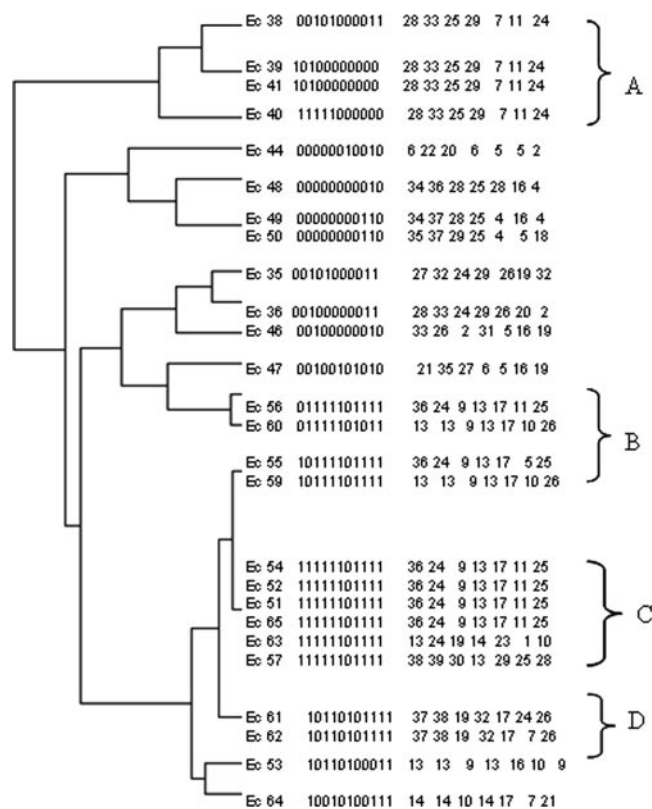 Ec 38 00101000011 28 33 25 29 7 11 24
Ec 39 10100000000 28 33 25 29 7 11 24
Ec 41 10100000000 28 33 25 29 7 11 24
A
Ec 40 11111000000 28 33 25 29 7 11 24
Ec 44 00000010010 6 22 20 6 5 5 2
Ec 48 00000000010 34 36 28 25 28 16 4
Ec 49 00000000110 34 37 28 25 4 16 4
Ec 50 00000000110 35 37 29 25 4 5 18
Ec 35 00101000011 27 32 24 29 2619 32
Ec 36 00100000011 28 33 24 29 26 20 2
Ec 46 00100000010 33 26 2 31 5 16 19
Ec 47 00100101010 21 35 27 6 5 16 19
Ec 56 01111101111 36 24 9 13 17 11 25
Ec 60 01111101011 13 13 9 13 17 10 26
B
Ec 55 10111101111 36 24 9 13 17 5 25
Ec 59 10111101111 13 13 9 13 17 10 26
Ec 54 11111101111 36 24 9 13 17 11 25
Ec 52 11111101111 36 24 9 13 17 11 25
Ec 51 11111101111 36 24 9 13 17 11 25
C
Ec 65 11111101111 36 24 9 13 17 11 25
Ec 63 11111101111 13 24 19 14 23 1 10
Ec 57 11111101111 38 39 30 13 29 25 28
Ec 61 10110101111 37 38 19 32 17 24 26
D
Ec 62 10110101111 37 38 19 32 17 7 26
Ec 53 10110100011 13 13 9 13 16 10 9
Ec 64 10010100111 14 14 10 14 17 7 21